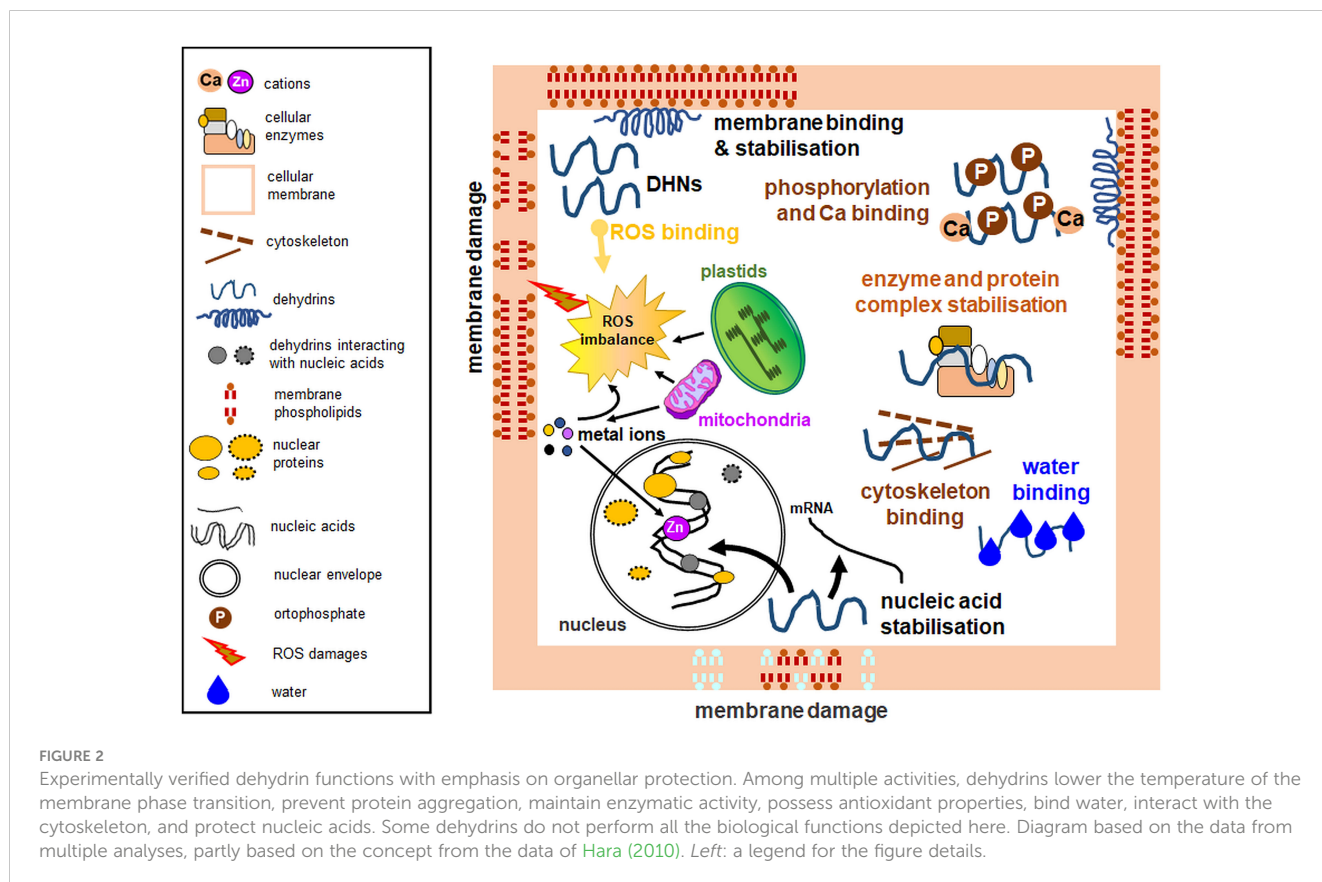 Ca Zn cations
cellular
enzymes
cellular
membrane
cytoskeleton
dehydrins
dehydrins interacting
with nucleic acids
membrane
phospholipids
nuclear
proteins
nucleic acids
nuclear envelope
P ortophosphate
ROS damages
water
membrane binding
& stabilisation
DHNs
ROS binding
membrane damage
ROS
imbalance
plastids
mitochondria
metal ions
Zn
nucleus
mRNA
nucleic acid
stabilisation
phosphorylation
and Ca binding
P
P
P
P
Ca
Ca
enzyme and protein
complex stabilisation
cytoskeleton
binding
water
binding
membrane damage
FIGURE 2
Experimentally verified dehydrin functions with emphasis on organellar protection. Among multiple activities, dehydrins lower the temperature of the
membrane phase transition, prevent protein aggregation, maintain enzymatic activity, possess antioxidant properties, bind water, interact with the
cytoskeleton, and protect nucleic acids. Some dehydrins do not perform all the biological functions depicted here. Diagram based on the data from
multiple analyses, partly based on the concept from the data of Hara (2010). Left: a legend for the figure details.